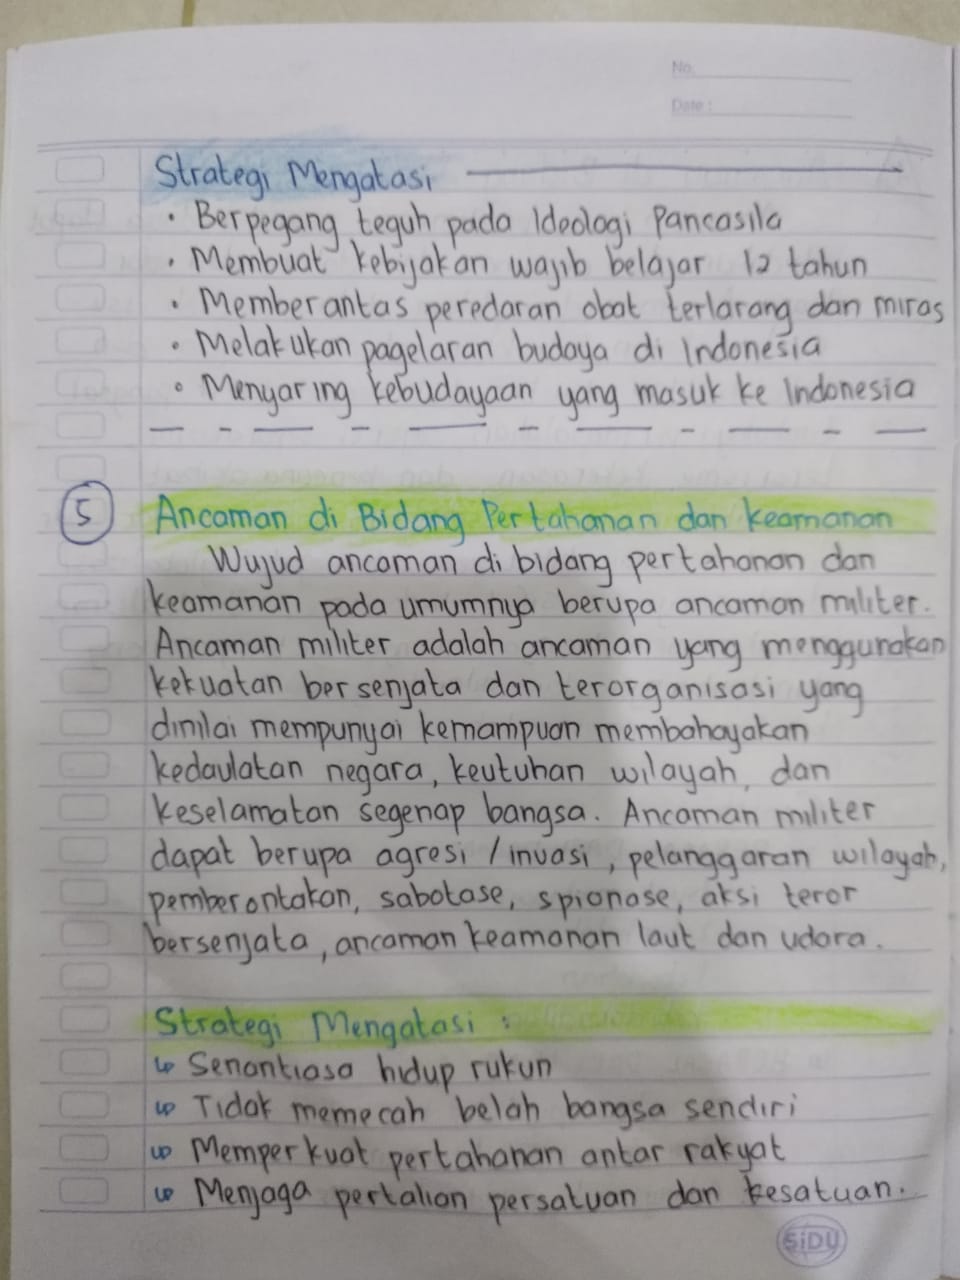 No.
Date :
Strategi Mengatasi
• Berpegang teguh pada Ideologi Pancasila
• Membuat kebijakan wajib belajar 12 tahun
• Memberantas peredaran obat terlarang dan miras
• Melakukan pagelaran budaya di Indonesia
• Menyaring kebudayaan yang masuk ke Indonesia
5 Ancaman di Bidang Pertahanan dan Keamanan
Wujud ancaman di bidang pertahanan dan
keamanan pada umumnya berupa ancaman militer.
Ancaman militer adalah ancaman yang menggunakan
kekuatan bersenjata dan terorganisasi yang
dinilai mempunyai kemampuan membahayakan
kedaulatan negara, keutuhan wilayah, dan
keselamatan segenap bangsa. Ancaman militer
dapat berupa agresi / invasi, pelanggaran wilayah,
pemberontakan, sabotase, spionase, aksi teror
bersenjata, ancaman keamanan laut dan udara.
Strategi Mengatasi :
↳ Senantiasa hidup rukun
↳ Tidak memecah belah bangsa sendiri
↳ Memperkuat pertahanan antar rakyat
↳ Menjaga pertalian persatuan dan kesatuan.
SiDU